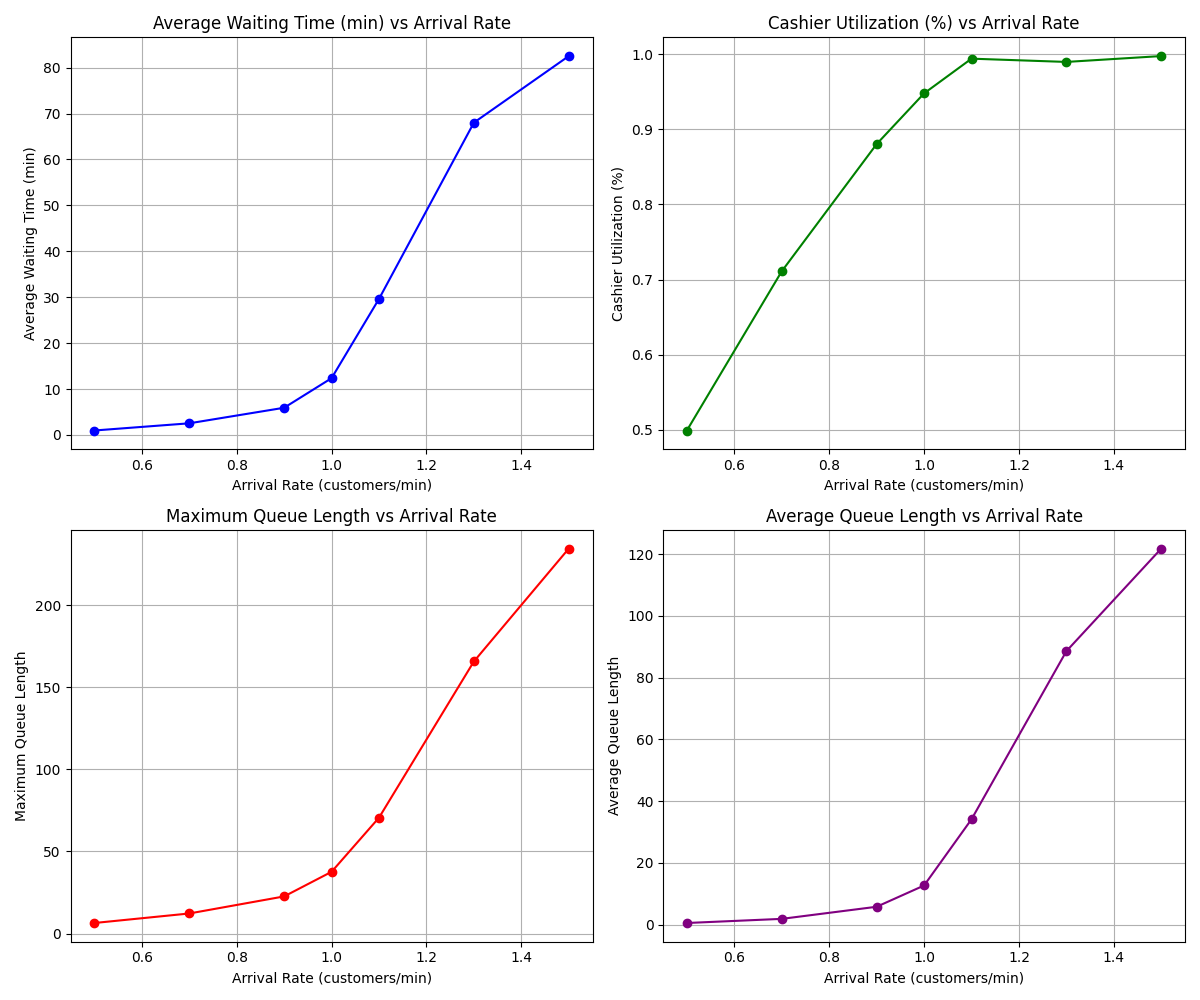 Average Waiting Time (min) vs Arrival Rate
Average Waiting Time (min)
80
70
60
50
40
30
20
10
0
0.6 0.8 1.0 1.2 1.4
Arrival Rate (customers/min)
Cashier Utilization (%) vs Arrival Rate
Cashier Utilization (%)
1.0
0.9
0.8
0.7
0.6
0.5
0.6 0.8 1.0 1.2 1.4
Arrival Rate (customers/min)
Maximum Queue Length vs Arrival Rate
Maximum Queue Length
200
150
100
50
0
0.6 0.8 1.0 1.2 1.4
Arrival Rate (customers/min)
Average Queue Length vs Arrival Rate
Average Queue Length
120
100
80
60
40
20
0
0.6 0.8 1.0 1.2 1.4
Arrival Rate (customers/min)